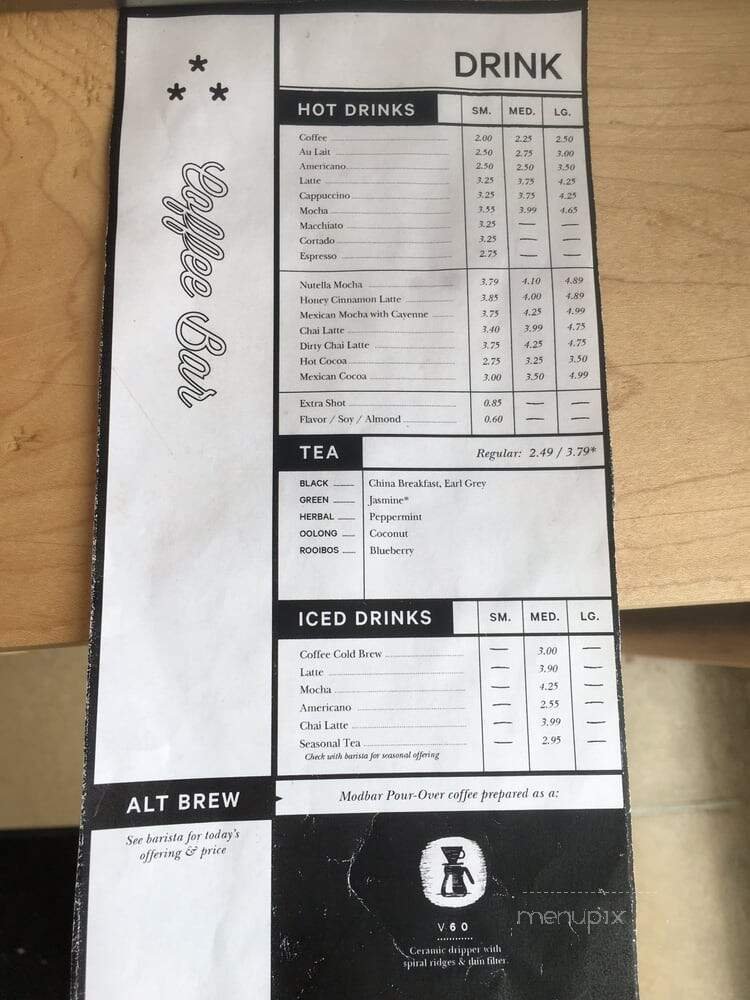 DRINK
Coffee Bar
HOT DRINKS SM. MED. LG.
Coffee 2.00 2.25 2.50
Au Lait 2.50 2.75 3.00
Americano 2.50 2.50 3.50
Latte 3.25 3.75 4.25
Cappuccino 3.25 3.75 4.25
Mocha 3.55 3.99 4.65
Macchiato 3.25 — —
Cortado 3.25 — —
Espresso 2.75 — —
Nutella Mocha 3.79 4.10 4.89
Honey Cinnamon Latte 3.85 4.00 4.89
Mexican Mocha with Cayenne 3.75 4.25 4.99
Chai Latte 3.40 3.99 4.75
Dirty Chai Latte 3.75 4.25 4.75
Hot Cocoa 2.75 3.25 3.50
Mexican Cocoa 3.00 3.50 4.99
Extra Shot 0.85 — —
Flavor / Soy / Almond 0.60 — —
TEA Regular: 2.49 / 3.79*
BLACK China Breakfast, Earl Grey
GREEN Jasmine*
HERBAL Peppermint
OOLONG Coconut
ROOIBOS Blueberry
ICED DRINKS SM. MED. LG.
Coffee Cold Brew — 3.00 —
Latte — 3.90 —
Mocha — 4.25 —
Americano — 2.55 —
Chai Latte — 3.99 —
Seasonal Tea — 2.95 —
Check with barista for seasonal offering
ALT BREW Modbar Pour-Over coffee prepared as a:
See barista for today's
offering & price
V60
Ceramic dripper with
spiral ridges & thin filter
menupix